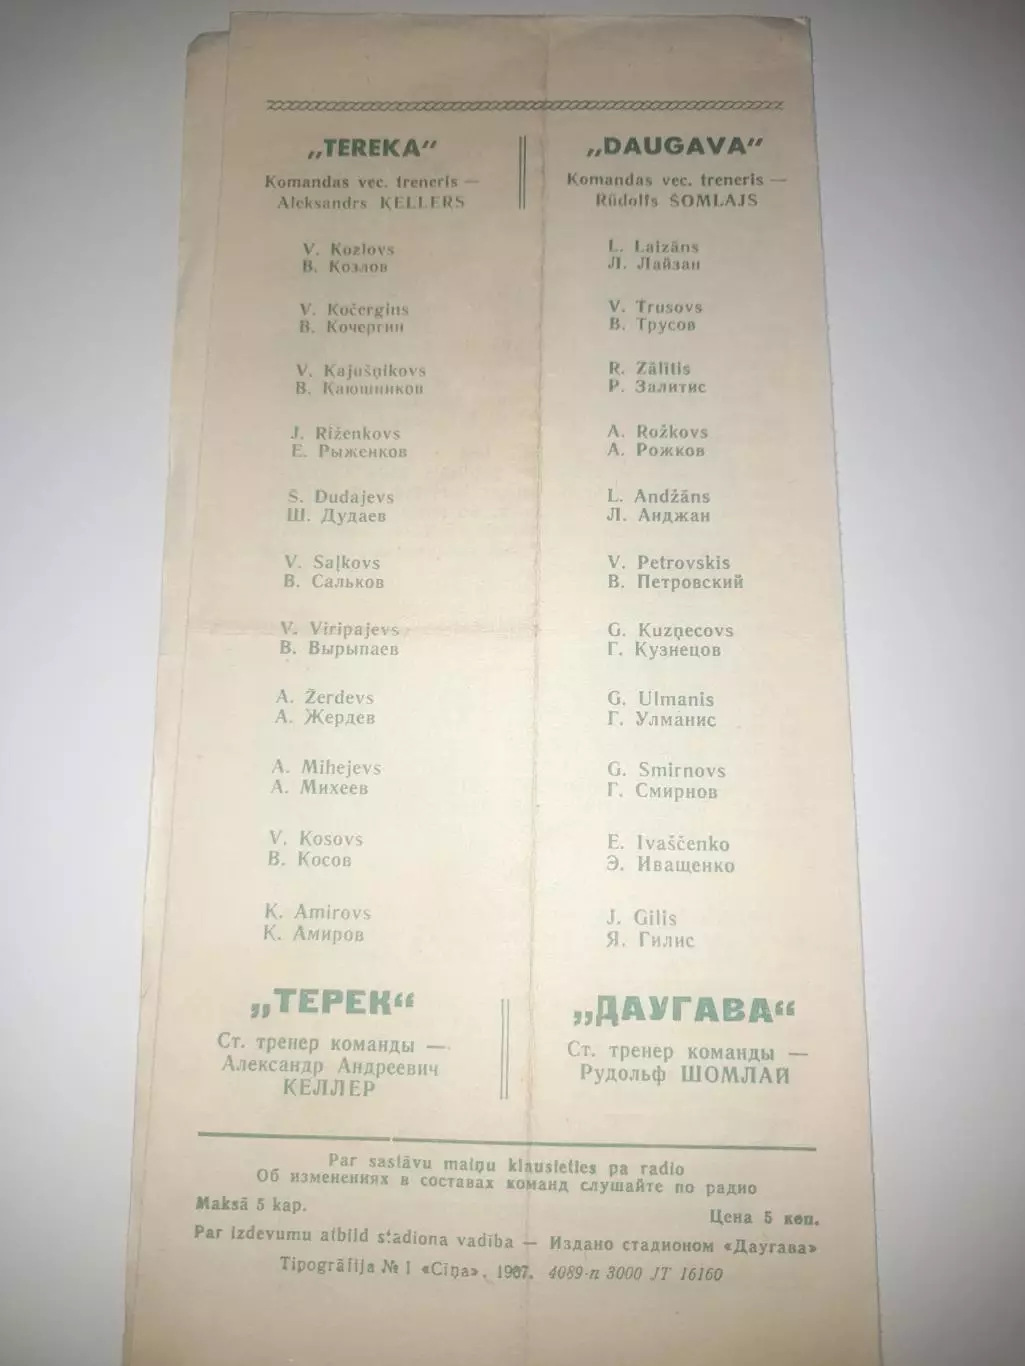 „TEREKA"
Komandas vec. treneris —
Aleksandrs KELLERS
V. Kozlovs
В. Козлов
V. Kočergins
В. Кочергин
V. Kajušņikovs
В. Каюшников
J. Riženkovs
Е. Рыженков
Š. Dudajevs
Ш. Дудаев
V. Saļkovs
В. Сальков
V. Viripajevs
В. Вырыпаев
A. Žerdevs
А. Жердев
A. Mihejevs
А. Михеев
V. Kosovs
В. Косов
K. Amirovs
К. Амиров
„ТЕРЕК“
Ст. тренер команды —
Александр Андреевич
КЕЛЛЕР
„DAUGAVA"
Komandas vec. treneris —
Rūdolfs ŠOMLAJS
L. Laizāns
Л. Лайзан
V. Trusovs
В. Трусов
R. Zālītis
Р. Залитис
A. Rožkovs
А. Рожков
L. Andžāns
Л. Анджан
V. Petrovskis
В. Петровский
G. Kuzņecovs
Г. Кузнецов
G. Ulmanis
Г. Улманис
G. Smirnovs
Г. Смирнов
E. Ivaščenko
Э. Иващенко
J. Gilis
Я. Гилис
„ДАУГАВА“
Ст. тренер команды —
Рудольф ШОМЛАЙ
Par sastāvu maiņu klausieties pa radio
Об изменениях в составах команд слушайте по радио
Maksā 5 kap. Цена 5 коп.
Par izdevumu atbild stadiona vadība — Издано стадионом «Даугава»
Tipogrāfija № 1 «Cīņa», 1967. 4089-n 3000 JT 16160